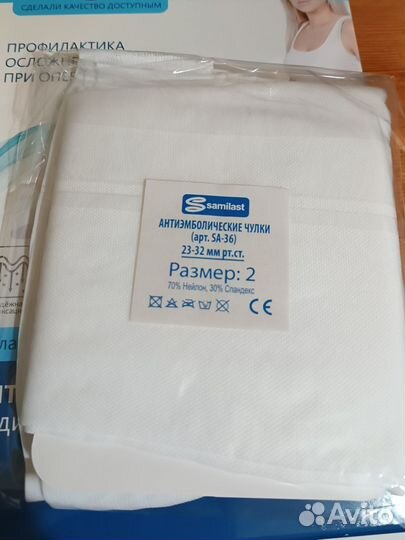 СДЕЛАЛИ КАЧЕСТВО ДОСТУПНЫМ
ПРОФИЛАКТИКА
ОСЛОЖ
ПРИ ОПЕ
samilast
АНТИЭМБОЛИЧЕСКИЕ ЧУЛКИ
(арт. SA-36)
23-32 мм рт.ст.
Размер: 2
70% Нейлон, 30% Спандекс
CE
Avito